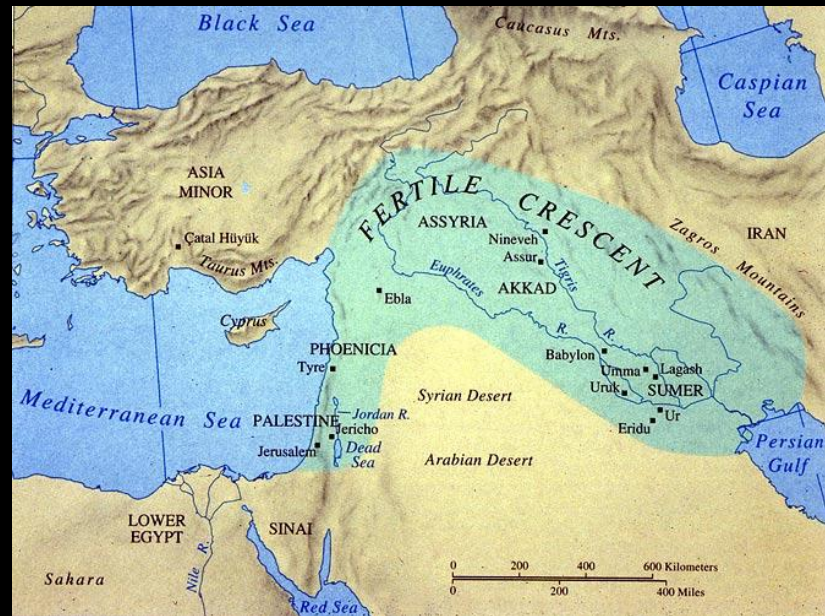 Black Sea
Caucasus Mts.
Caspian
Sea
ASIA
MINOR
FERTILE CRESCENT
ASSYRIA
IRAN
Çatal Hüyük
Nineveh
Zagros Mountains
Taurus Mts.
Assur
Tigris
R.
AKKAD
Euphrates
R.
Ebla
Cyprus
PHOENICIA
Babylon
Tyre
Umma
Lagash
Uruk
SUMER
Syrian Desert
Mediterranean Sea
PALESTINE
Jordan R.
Ur
Jericho
Eridu
Jerusalem
Dead
Sea
Arabian Desert
Persian
Gulf
LOWER
EGYPT
SINAI
Nile R.
Sahara
Red Sea
0 200 400 600 Kilometers
0 200 400 Miles